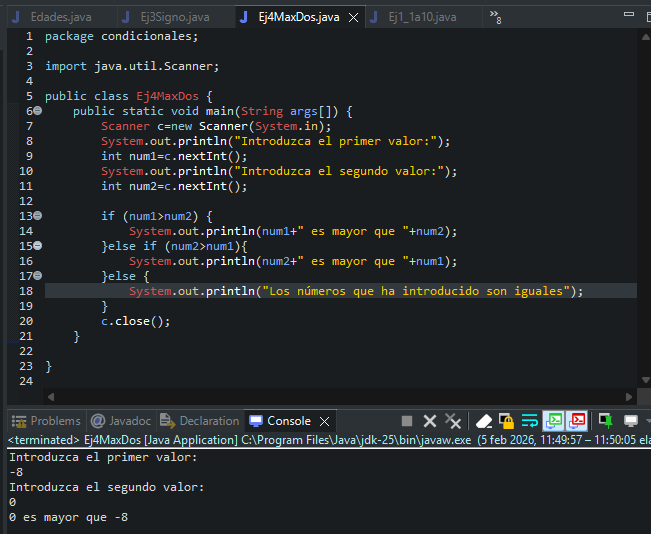 Edades.java Ej3Signo.java Ej4MaxDos.java Ej1_1a10.java »8
1 package condicionales;
2
3 import java.util.Scanner;
4
5 public class Ej4MaxDos {
6     public static void main(String args[]) {
7         Scanner c=new Scanner(System.in);
8         System.out.println("Introduzca el primer valor:");
9         int num1=c.nextInt();
10         System.out.println("Introduzca el segundo valor:");
11         int num2=c.nextInt();
12
13         if (num1>num2) {
14             System.out.println(num1+" es mayor que "+num2);
15         }else if (num2>num1){
16             System.out.println(num2+" es mayor que "+num1);
17         }else {
18             System.out.println("Los números que ha introducido son iguales");
19         }
20         c.close();
21     }
22
23 }
24
Problems Javadoc Declaration Console
<terminated> Ej4MaxDos [Java Application] C:\Program Files\Java\jdk-25\bin\javaw.exe (5 feb 2026, 11:49:57 – 11:50:05 ela
Introduzca el primer valor:
-8
Introduzca el segundo valor:
0
0 es mayor que -8